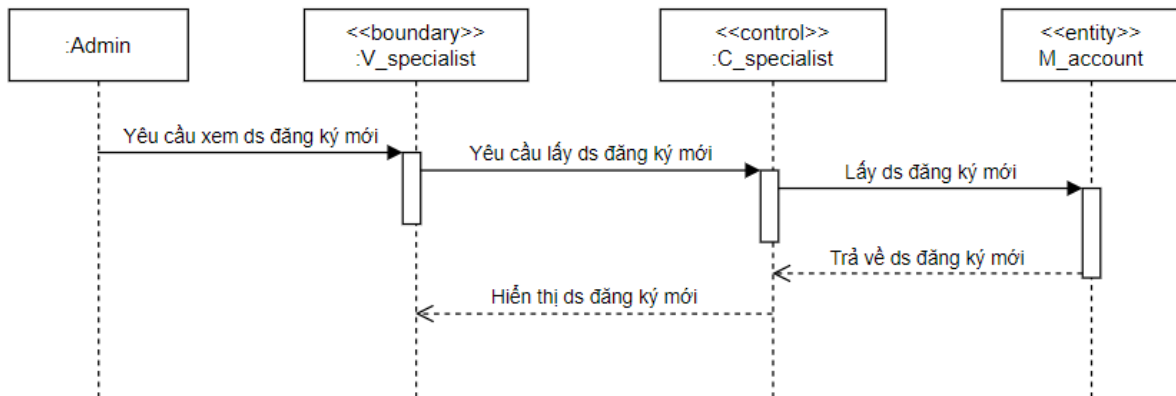 :Admin
<<boundary>>
:V_specialist
<<control>>
:C_specialist
<<entity>>
M_account
Yêu cầu xem ds đăng ký mới
Yêu cầu lấy ds đăng ký mới
Lấy ds đăng ký mới
Trả về ds đăng ký mới
Hiển thị ds đăng ký mới